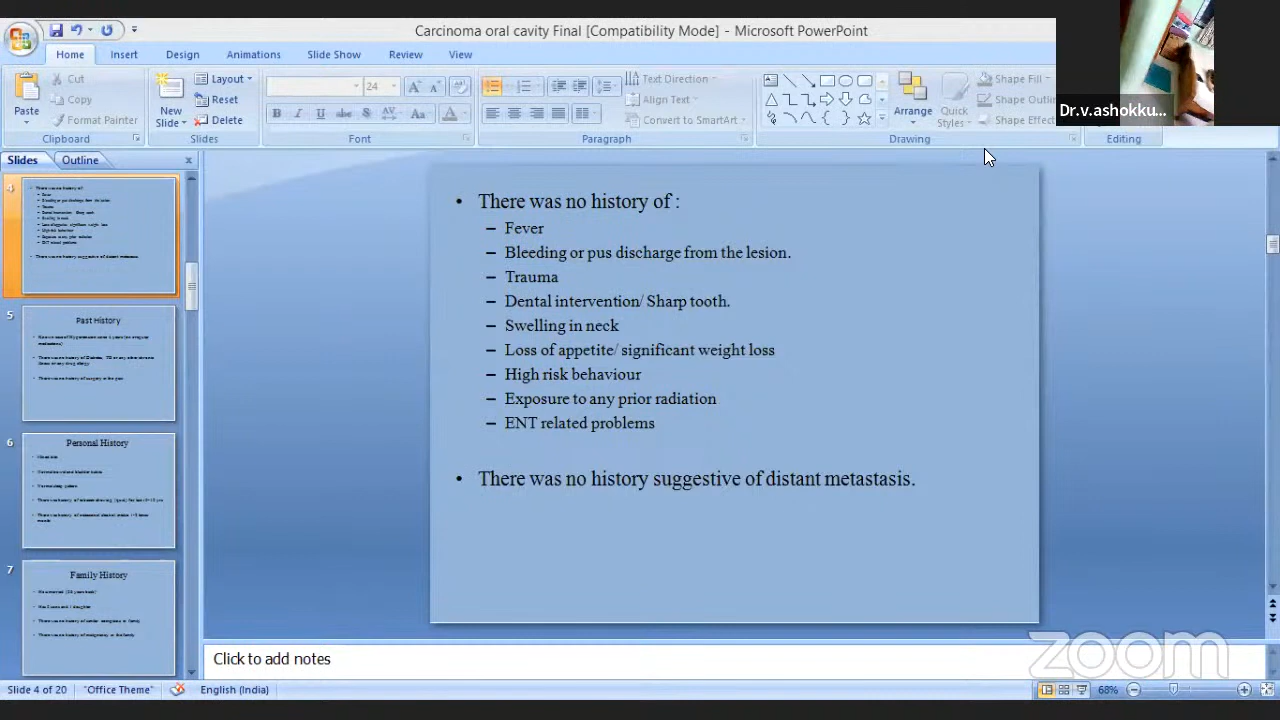 Carcinoma oral cavity Final [Compatibility Mode] - Microsoft PowerPoint
Home Insert Design Animations Slide Show Review View
Dr.v.ashokku...
Paste
Cut
Copy
Format Painter
New Slide
Layout
Reset
Delete
24
Text Direction
Align Text
Convert to SmartArt
Arrange
Quick Styles
Shape Fill
Shape Outlin
Shape Effect
Clipboard Slides Font Paragraph Drawing Editing
Slides Outline
4
5
Past History
6
Personal History
7
Family History
• There was no history of :
– Fever
– Bleeding or pus discharge from the lesion.
– Trauma
– Dental intervention/ Sharp tooth.
– Swelling in neck
– Loss of appetite/ significant weight loss
– High risk behaviour
– Exposure to any prior radiation
– ENT related problems
• There was no history suggestive of distant metastasis.
Click to add notes
zoom
Slide 4 of 20 "Office Theme" English (India) 68%